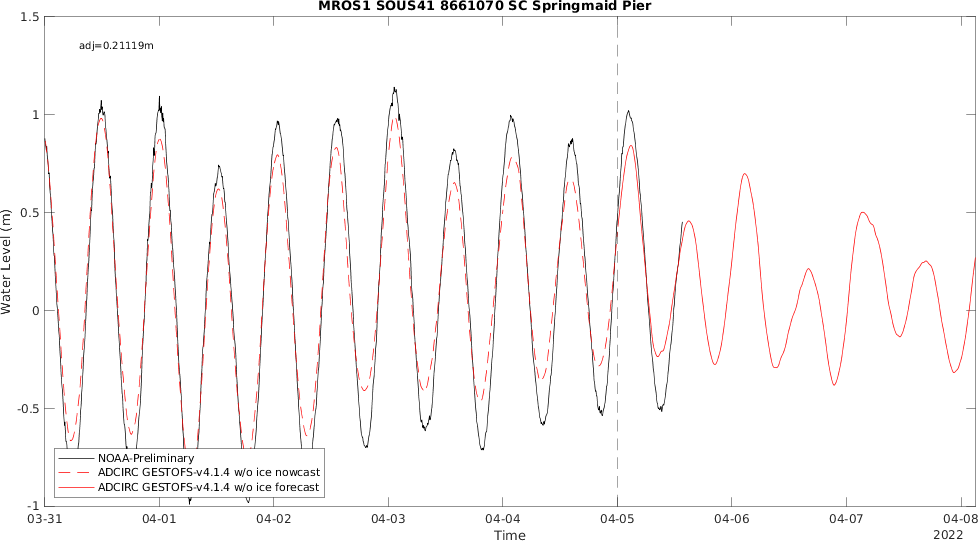 MROS1 SOUS41 8661070 SC Springmaid Pier
1.5
adj=0.21119m
1
0.5
Water Level (m)
0
-0.5
NOAA-Preliminary
ADCIRC GESTOFS-v4.1.4 w/o ice nowcast
ADCIRC GESTOFS-v4.1.4 w/o ice forecast
-1
03-31 04-01 04-02 04-03 04-04 04-05 04-06 04-07 04-08
Time 2022